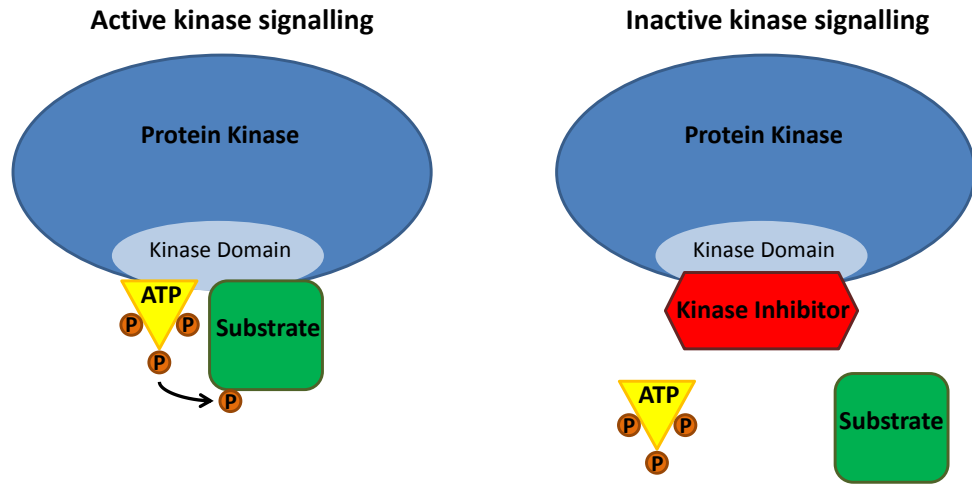 Active kinase signalling
Protein Kinase
Kinase Domain
ATP
P
P
Substrate
P
P
Inactive kinase signalling
Protein Kinase
Kinase Domain
Kinase Inhibitor
ATP
P
P
P
Substrate